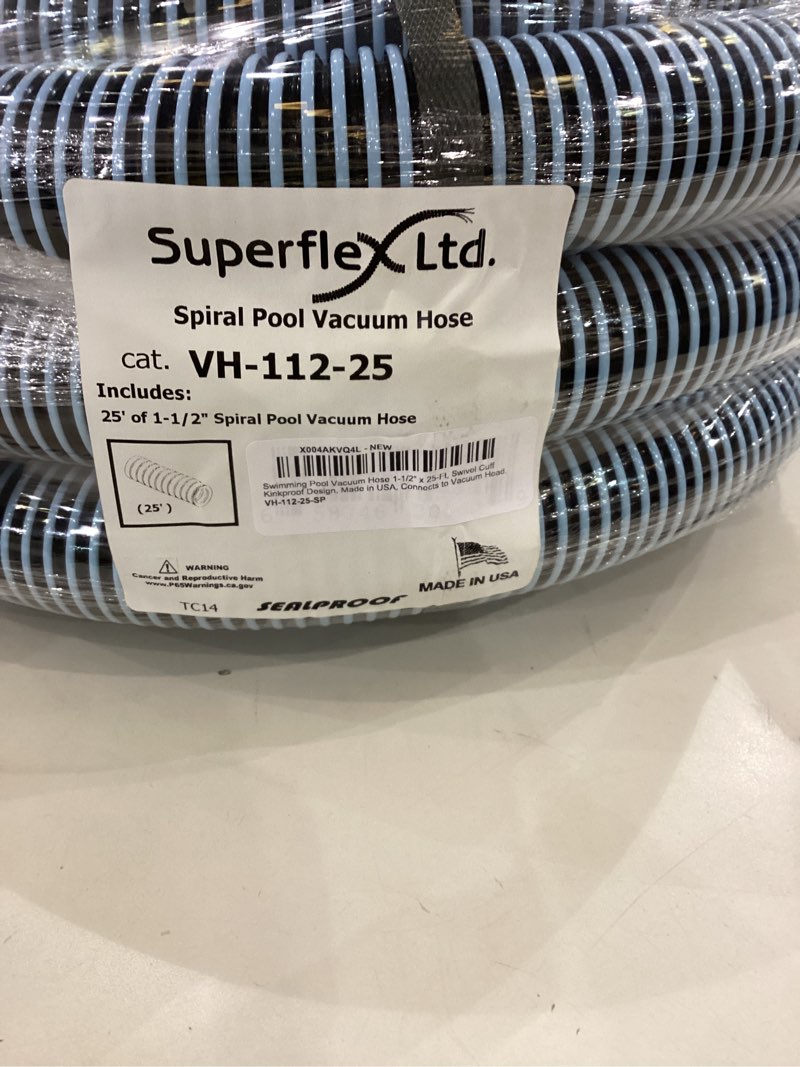 Superflex Ltd.
Spiral Pool Vacuum Hose
cat. VH-112-25
Includes:
25' of 1-1/2" Spiral Pool Vacuum Hose
(25')
X004AKVQ4L - NEW
Swimming Pool Vacuum Hose 1-1/2" x 25-Ft, Swivel Cuff
Kinkproof Design, Made in USA, Connects to Vacuum Head.
VH-112-25-SP
WARNING
Cancer and Reproductive Harm
www.P65Warnings.ca.gov
TC14
SEALPROOF
MADE IN USA